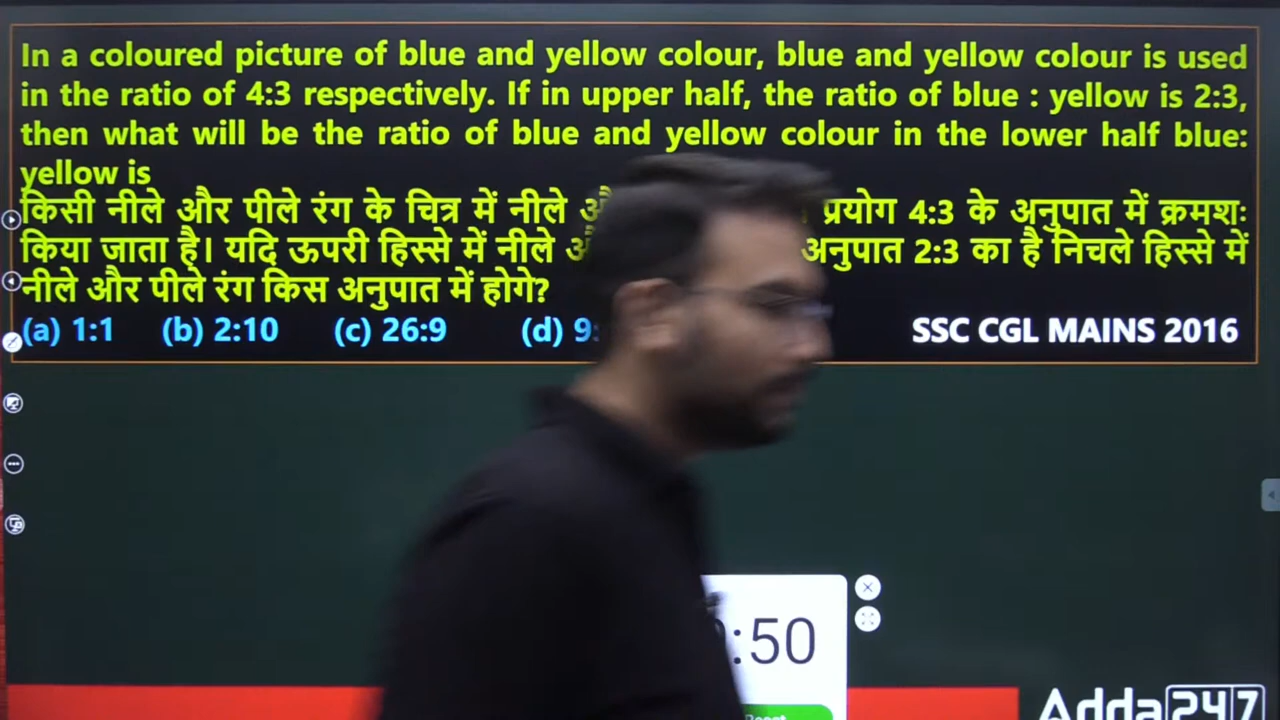 In a coloured picture of blue and yellow colour, blue and yellow colour is used
in the ratio of 4:3 respectively. If in upper half, the ratio of blue : yellow is 2:3,
then what will be the ratio of blue and yellow colour in the lower half blue:
yellow is
किसी नीले और पीले रंग के चित्र में नीले प्रयोग 4:3 के अनुपात में क्रमशः
किया जाता है। यदि ऊपरी हिस्से में नीले अनुपात 2:3 का है निचले हिस्से में
नीले और पीले रंग किस अनुपात में होगे?
(a) 1:1 (b) 2:10 (c) 26:9 (d) 9: SSC CGL MAINS 2016
:50
Adda247